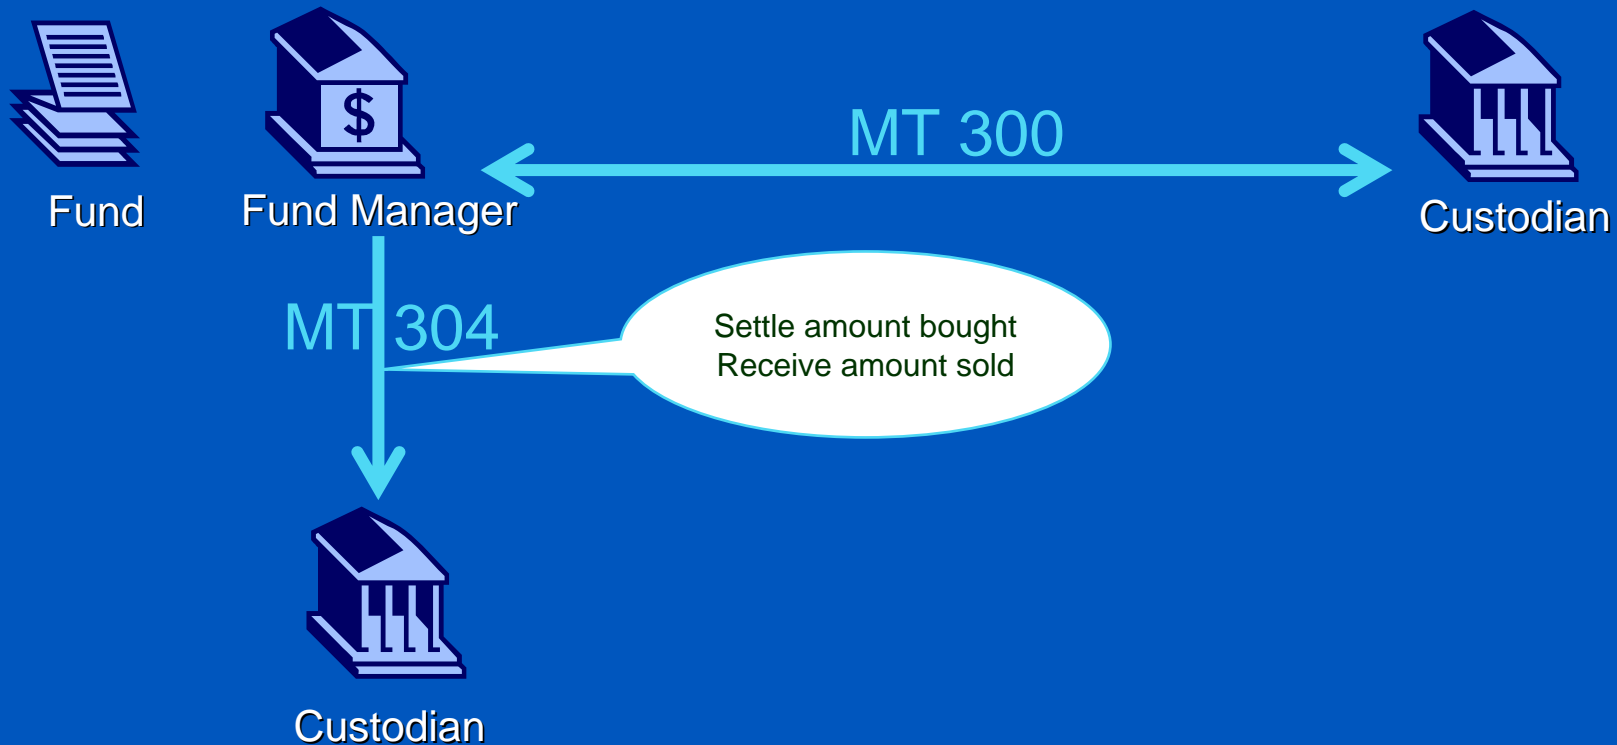 $
MT 300
Fund
Fund Manager
Custodian
MT 304
Settle amount bought
Receive amount sold
Custodian